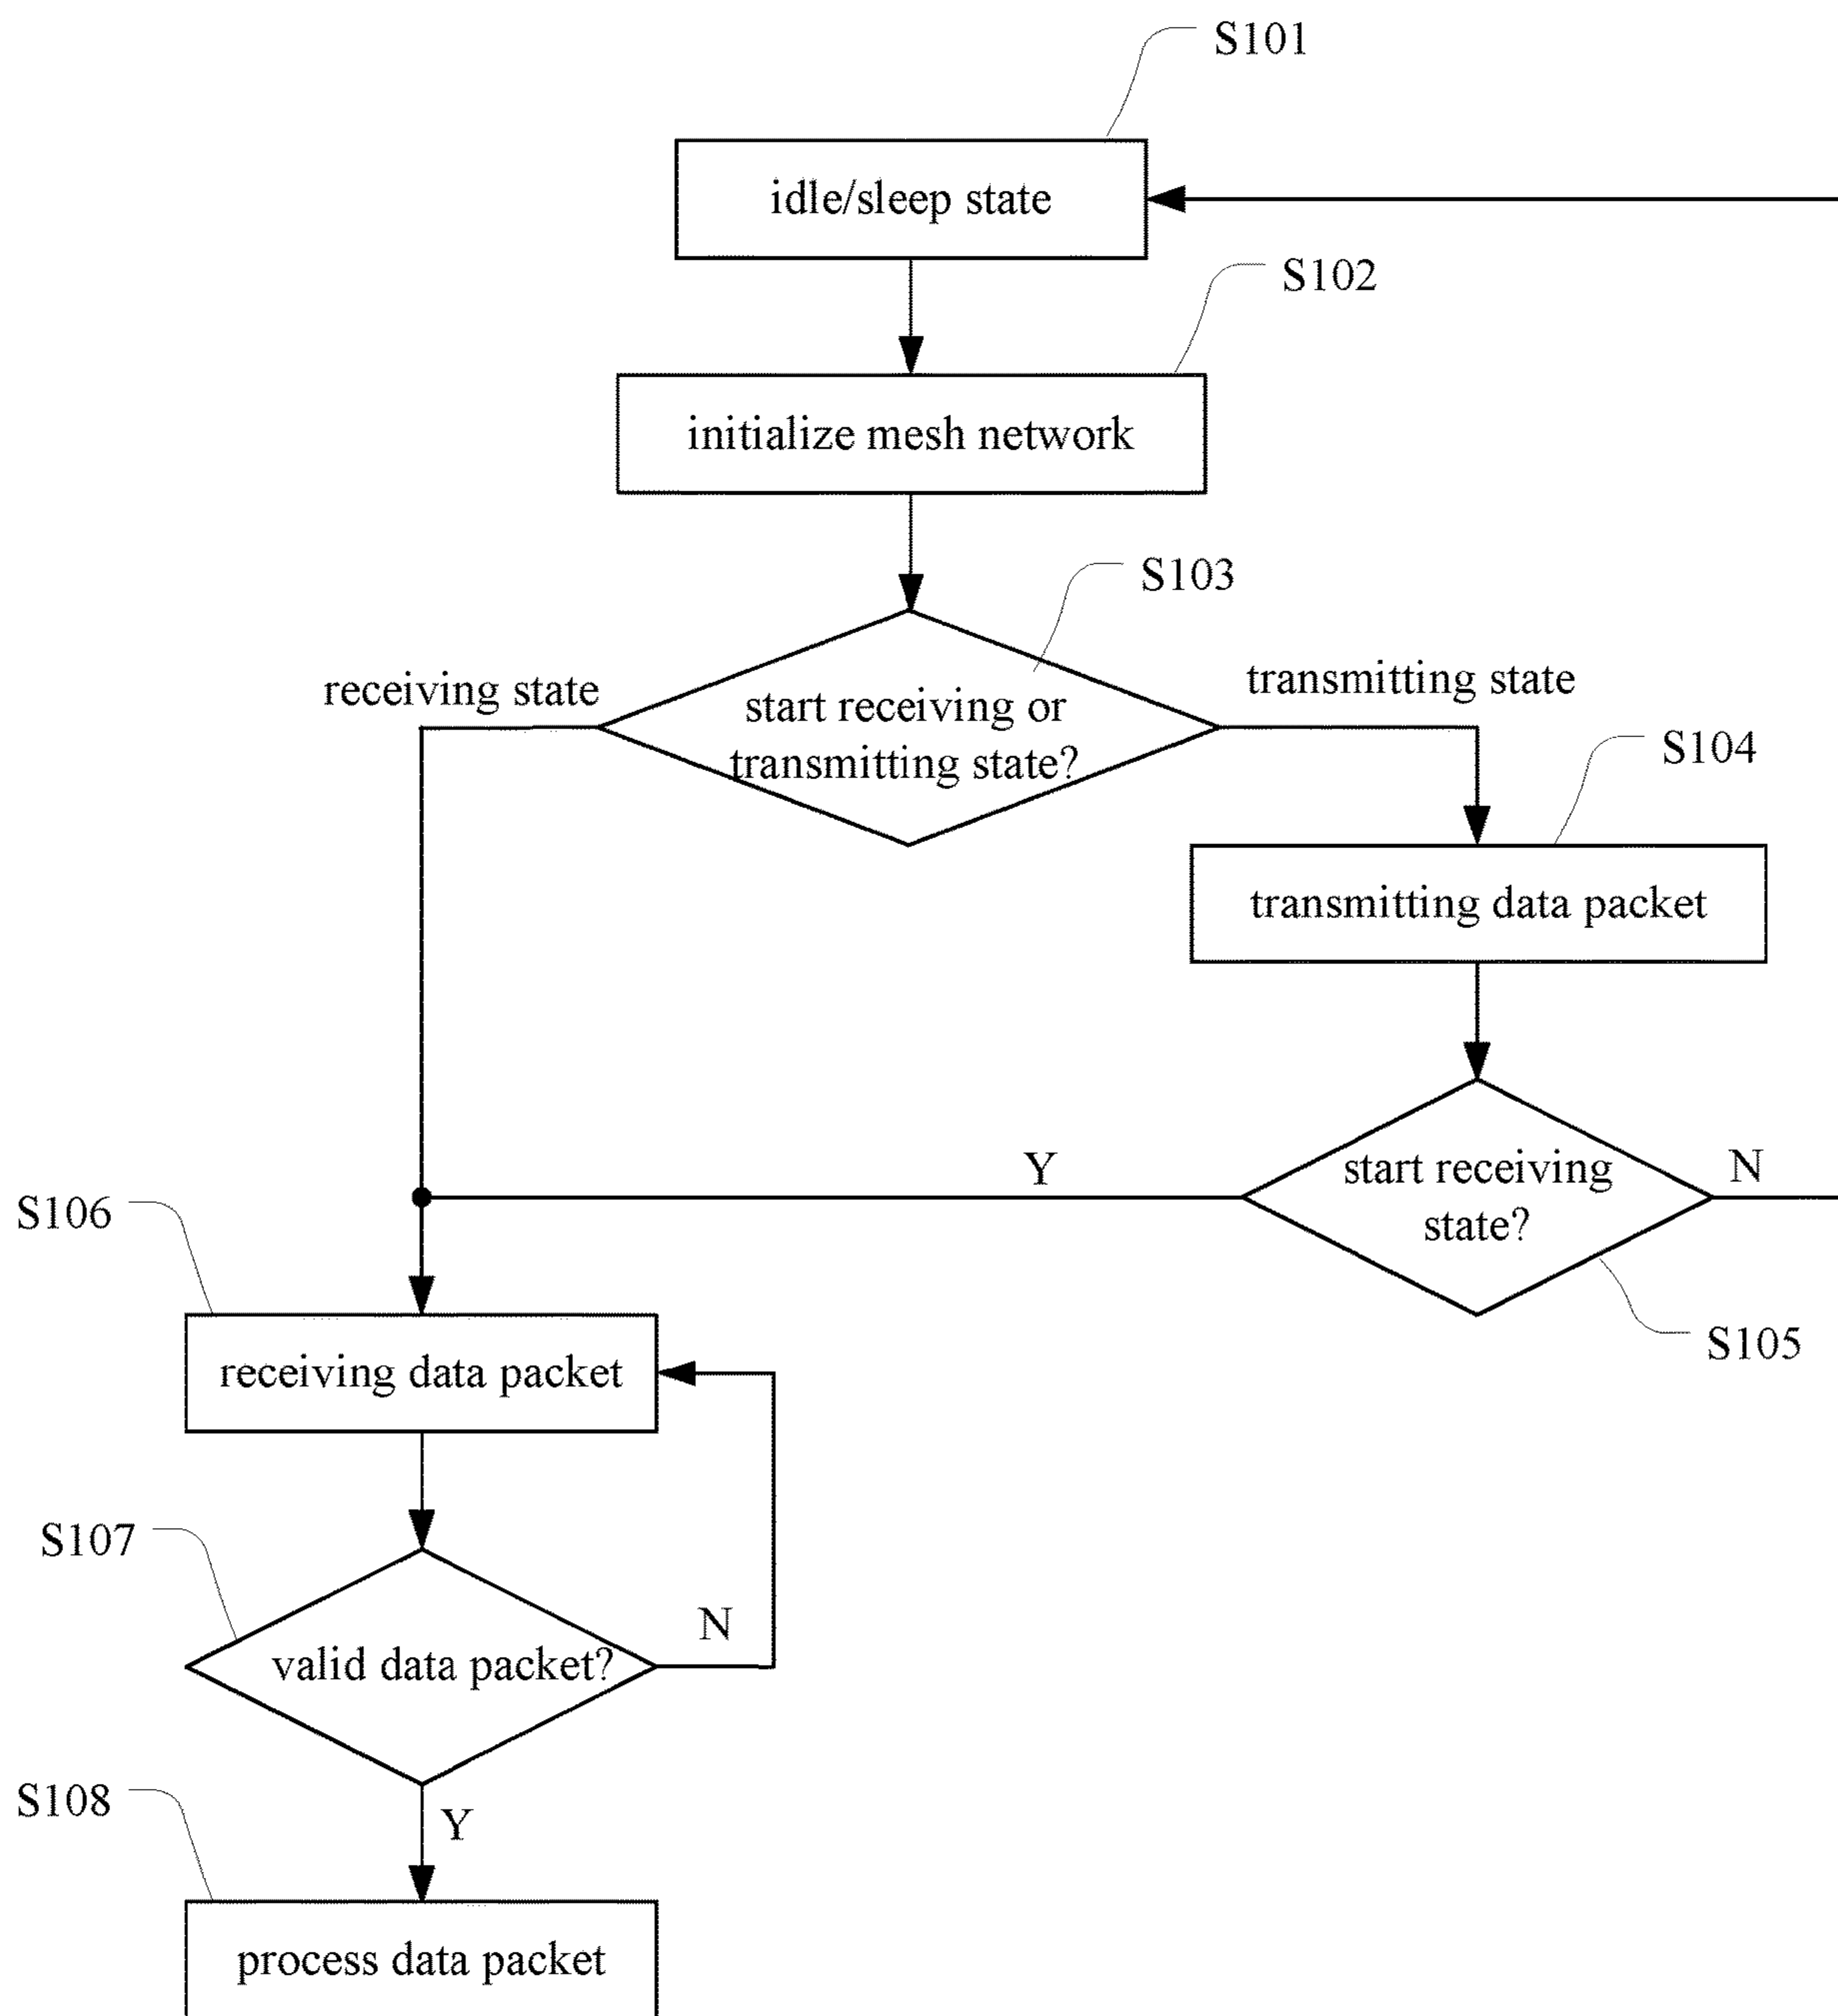 S101
idle/sleep state
S102
initialize mesh network
S103
receiving state
transmitting state
start receiving or
transmitting state?
S104
transmitting data packet
Y
start receiving
state?
N
S106
S105
receiving data packet
S107
N
valid data packet?
S108
Y
process data packet